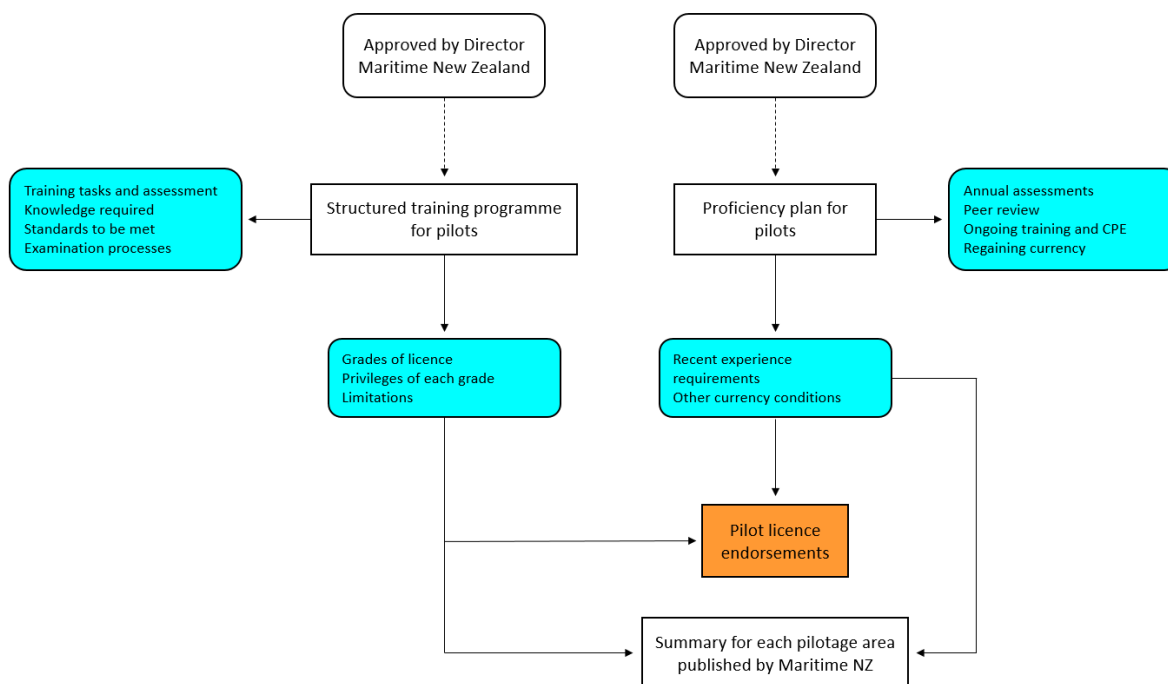 Approved by Director
Maritime New Zealand
Approved by Director
Maritime New Zealand
Training tasks and assessment
Knowledge required
Standards to be met
Examination processes
Structured training programme
for pilots
Proficiency plan for
pilots
Annual assessments
Peer review
Ongoing training and CPE
Regaining currency
Grades of licence
Privileges of each grade
Limitations
Recent experience
requirements
Other currency conditions
Pilot licence
endorsements
Summary for each pilotage area
published by Maritime NZ